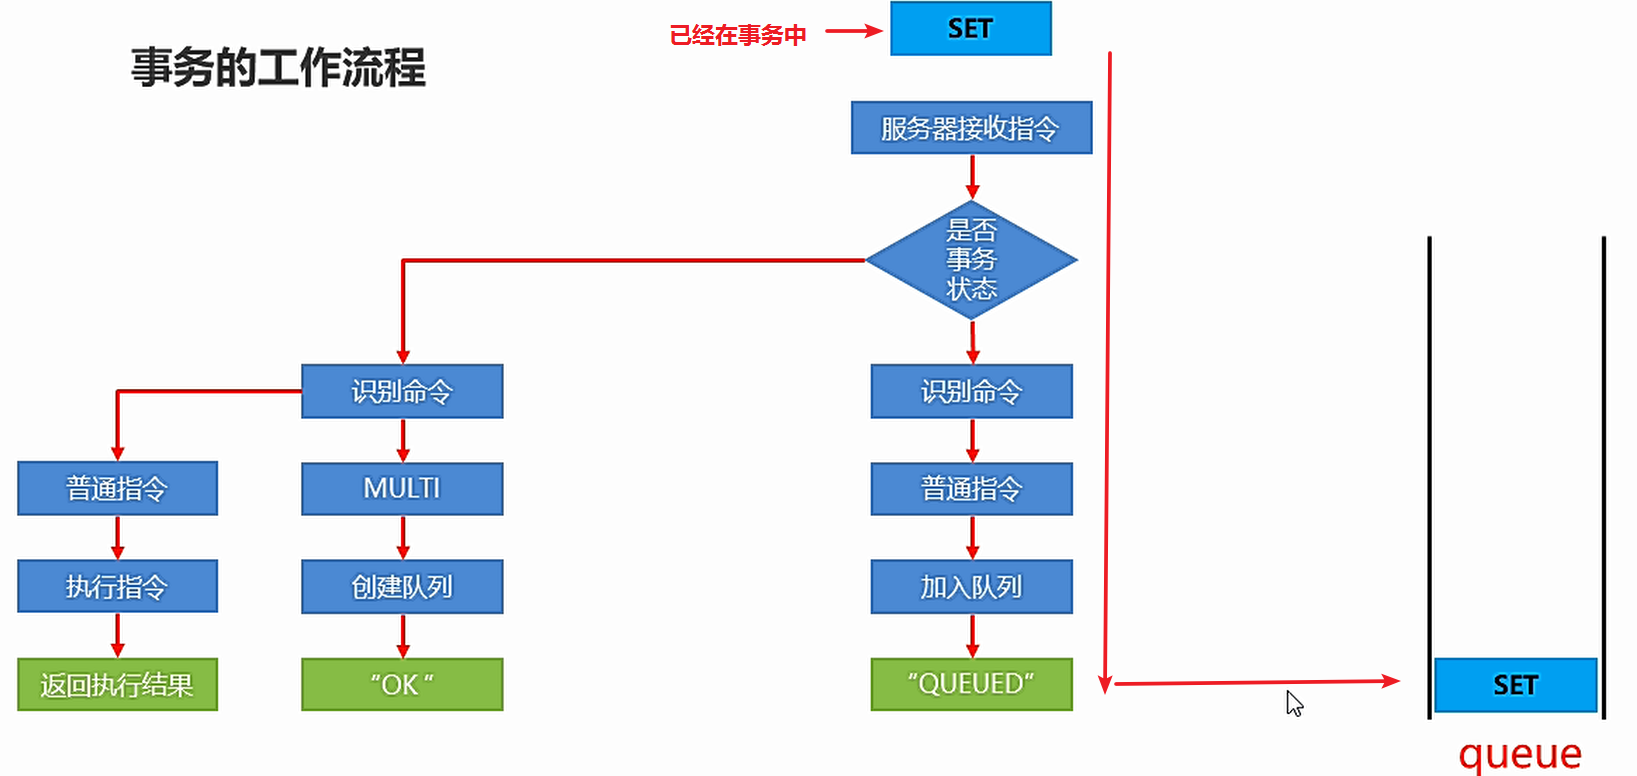 SET
已经在事务中
事务的工作流程
服务器接收指令
是否
事务
状态
识别命令
识别命令
普通指令
MULTI
普通指令
执行指令
创建队列
加入队列
返回执行结果
“OK “
“QUEUED”
SET
queue